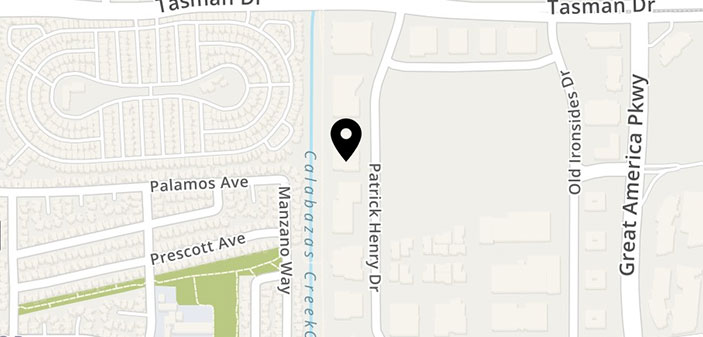 Tasman Dr
Tasman Dr
Old Ironsides Dr
Great America Pkwy
Calabazas Creek
Patrick Henry Dr
Palamos Ave
Manzano Way
Prescott Ave